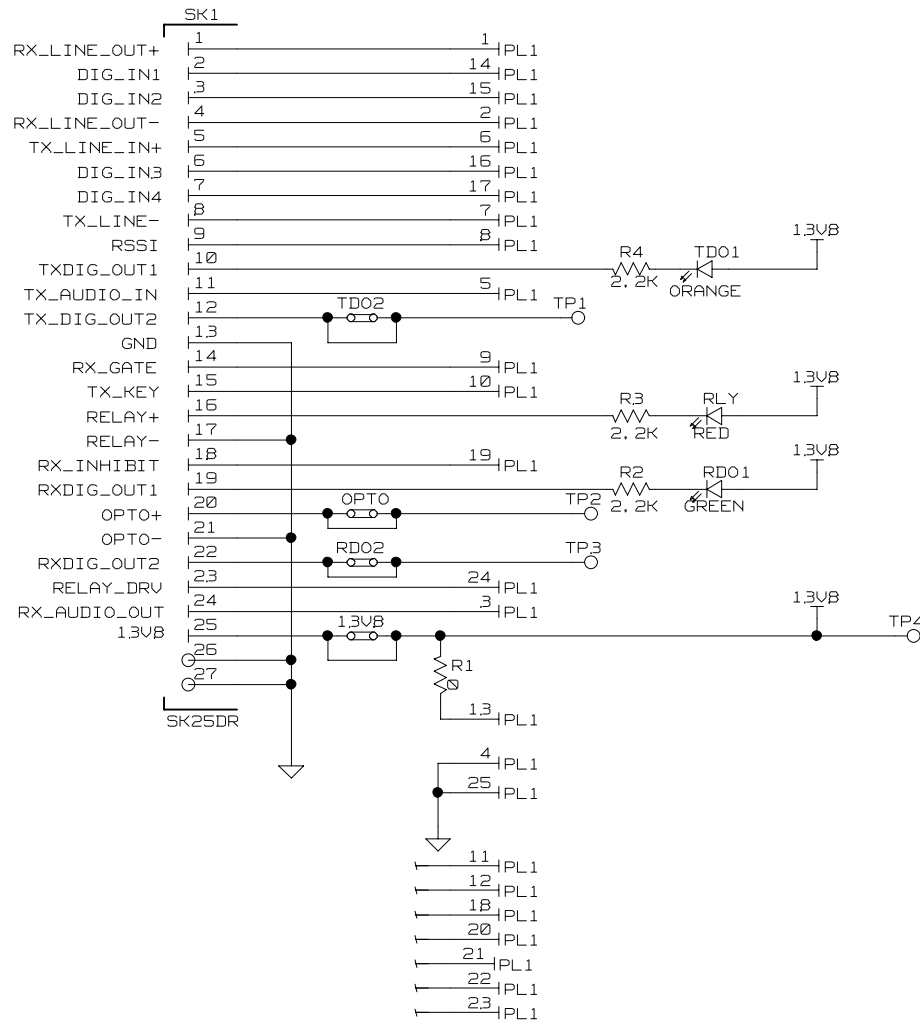 SK1
RX_LINE_OUT+ 1 1 PL1
DIG_IN1 2 14 PL1
DIG_IN2 3 15 PL1
RX_LINE_OUT- 4 2 PL1
TX_LINE_IN+ 5 6 PL1
DIG_IN3 6 16 PL1
DIG_IN4 7 17 PL1
TX_LINE- 8 7 PL1
RSSI 9 8 PL1
13V8
TXDIG_OUT1 10 R4 2,2K TDO1 ORANGE
TX_AUDIO_IN 11 5 PL1
TX_DIG_OUT2 12 TDO2 TP1
GND 13
RX_GATE 14 9 PL1
TX_KEY 15 10 PL1
13V8
RELAY+ 16 R3 2,2K RLY RED
RELAY- 17
RX_INHIBIT 18 19 PL1
13V8
RXDIG_OUT1 19 R2 2,2K RDO1 GREEN
OPTO+ 20 OPTO TP2
OPTO- 21
RXDIG_OUT2 22 RDO2 TP3
RELAY_DRV 23 24 PL1
RX_AUDIO_OUT 24 3 PL1
13V8
13V8 25 13V8 TP4
26
27
R1
0
SK25DR
13 PL1
4 PL1
25 PL1
11 PL1
12 PL1
18 PL1
20 PL1
21 PL1
22 PL1
23 PL1